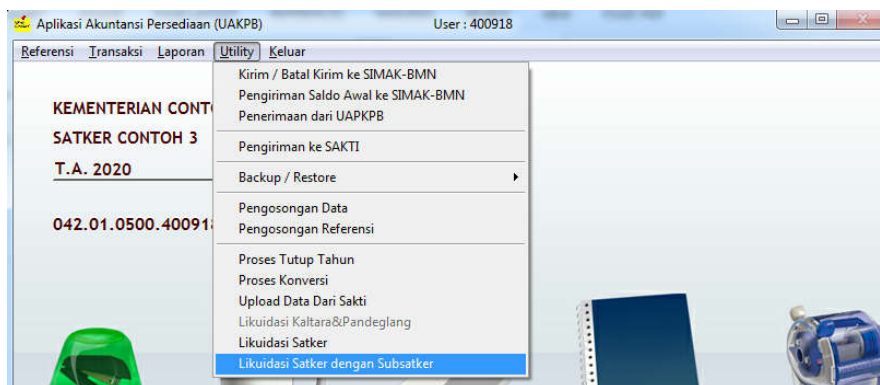 Aplikasi Akuntansi Persediaan (UAKPB) User : 400918
Referensi Transaksi Laporan Utility Keluar
Kirim / Batal Kirim ke SIMAK-BMN
Pengiriman Saldo Awal ke SIMAK-BMN
Penerimaan dari UAPKPB
Pengiriman ke SAKTI
Backup / Restore
Pengosongan Data
Pengosongan Referensi
Proses Tutup Tahun
Proses Konversi
Upload Data Dari Sakti
Likuidasi Kaltara&Pandeglang
Likuidasi Satker
Likuidasi Satker dengan Subsatker
KEMENTERIAN CONT
SATKER CONTOH 3
T.A. 2020
042.01.0500.400918